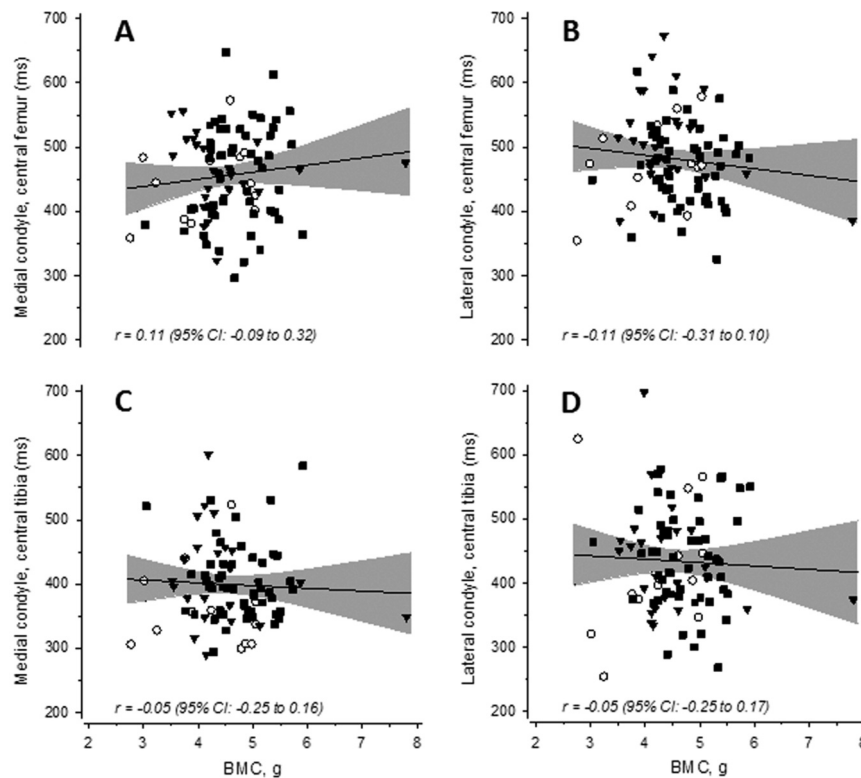 A
B
700
600
500
400
300
200
Medial condyle, central femur (ms)
r = 0.11 (95% CI: -0.09 to 0.32)
700
600
500
400
300
200
Lateral condyle, central femur (ms)
r = -0.11 (95% CI: -0.31 to 0.10)
C
D
700
600
500
400
300
200
Medial condyle, central tibia (ms)
r = -0.05 (95% CI: -0.25 to 0.16)
2 3 4 5 6 7 8
BMC, g
700
600
500
400
300
200
Lateral condyle, central tibia (ms)
r = -0.05 (95% CI: -0.25 to 0.17)
2 3 4 5 6 7 8
BMC, g